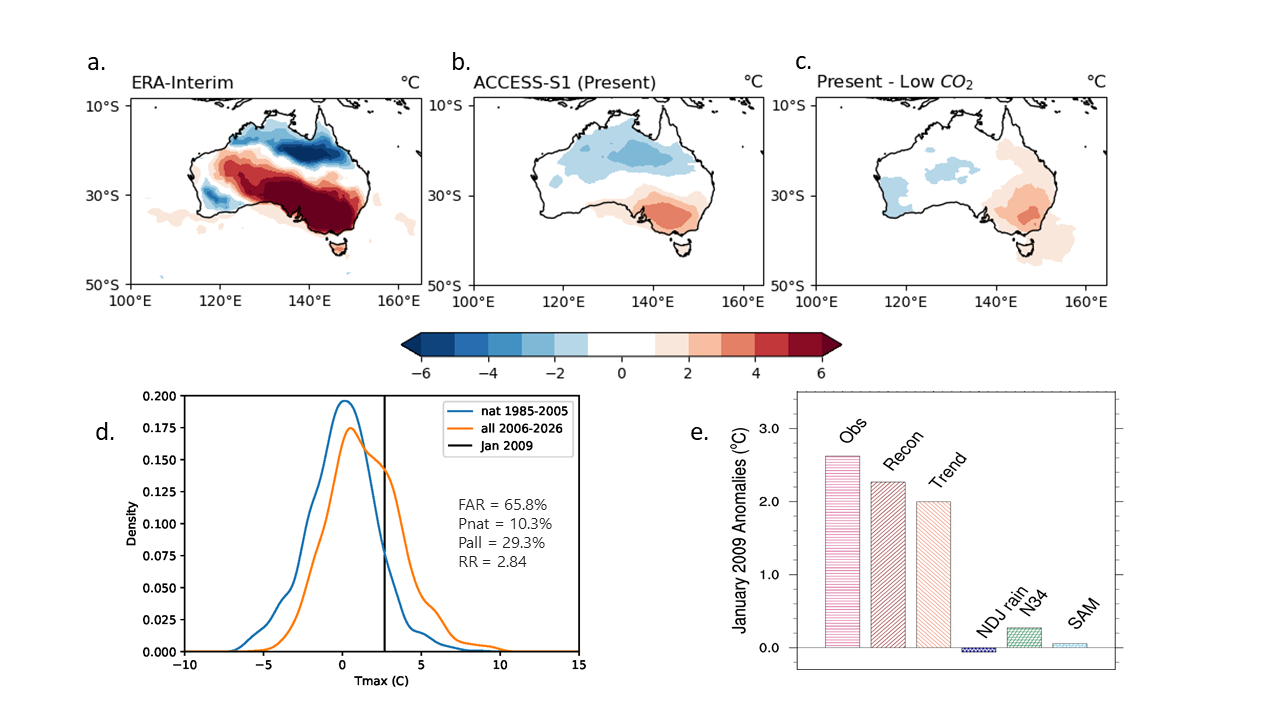 a.
b.
c.
ERA-Interim °C
ACCESS-S1 (Present) °C
Present - Low CO₂ °C
10°S
30°S
50°S
100°E 120°E 140°E 160°E
10°S
30°S
50°S
100°E 120°E 140°E 160°E
10°S
30°S
50°S
100°E 120°E 140°E 160°E
−6 −4 −2 0 2 4 6
d.
0.200
0.175
0.150
0.125
0.100
0.075
0.050
0.025
0.000
Density
−10 −5 0 5 10 15
Tmax (C)
nat 1985-2005
all 2006-2026
Jan 2009
FAR = 65.8%
Pnat = 10.3%
Pall = 29.3%
RR = 2.84
e.
January 2009 Anomalies (°C)
3.0
2.0
1.0
0.0
Obs
Recon
Trend
NDJ rain
N34
SAM